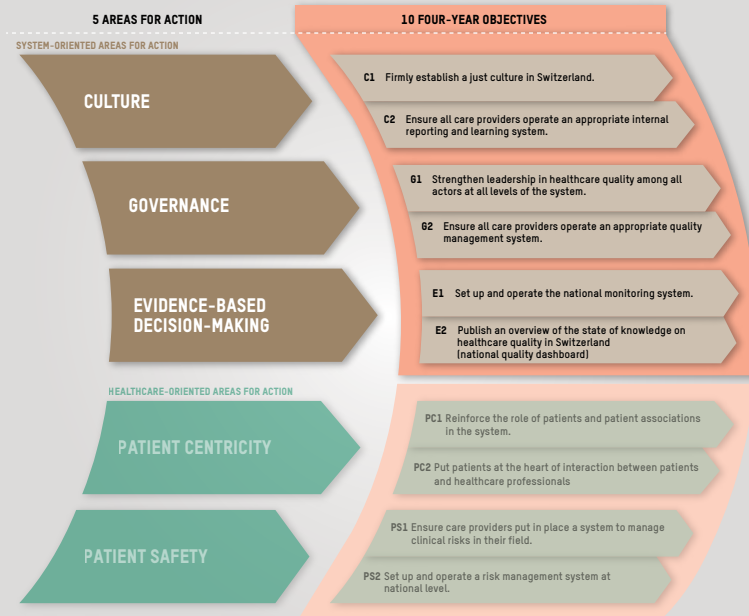 5 AREAS FOR ACTION
10 FOUR-YEAR OBJECTIVES
SYSTEM-ORIENTED AREAS FOR ACTION
CULTURE
C1 Firmly establish a just culture in Switzerland.
C2 Ensure all care providers operate an appropriate internal
reporting and learning system.
GOVERNANCE
G1 Strengthen leadership in healthcare quality among all
actors at all levels of the system.
G2 Ensure all care providers operate an appropriate quality
management system.
EVIDENCE-BASED
DECISION-MAKING
E1 Set up and operate the national monitoring system.
E2 Publish an overview of the state of knowledge on
healthcare quality in Switzerland
(national quality dashboard)
HEALTHCARE-ORIENTED AREAS FOR ACTION
PATIENT CENTRICITY
PC1 Reinforce the role of patients and patient associations
in the system.
PC2 Put patients at the heart of interaction between patients
and healthcare professionals
PATIENT SAFETY
PS1 Ensure care providers put in place a system to manage
clinical risks in their field.
PS2 Set up and operate a risk management system at
national level.